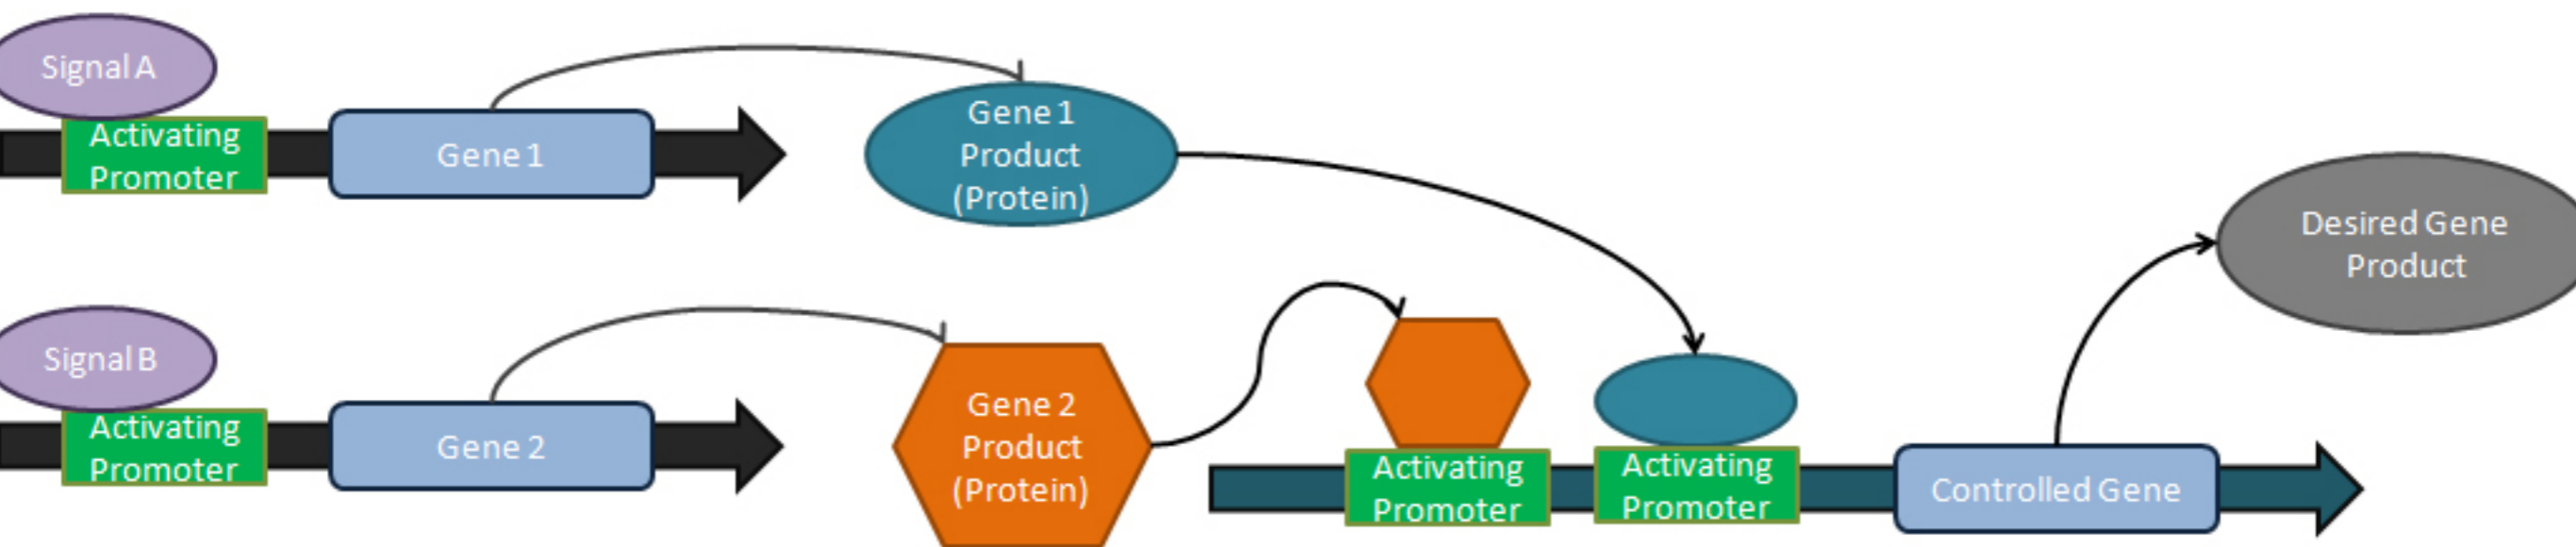 Signal A
Activating
Promoter
Gene 1
Gene 1
Product
(Protein)
Desired Gene
Product
Signal B
Activating
Promoter
Gene 2
Gene 2
Product
(Protein)
Activating
Promoter
Activating
Promoter
Controlled Gene